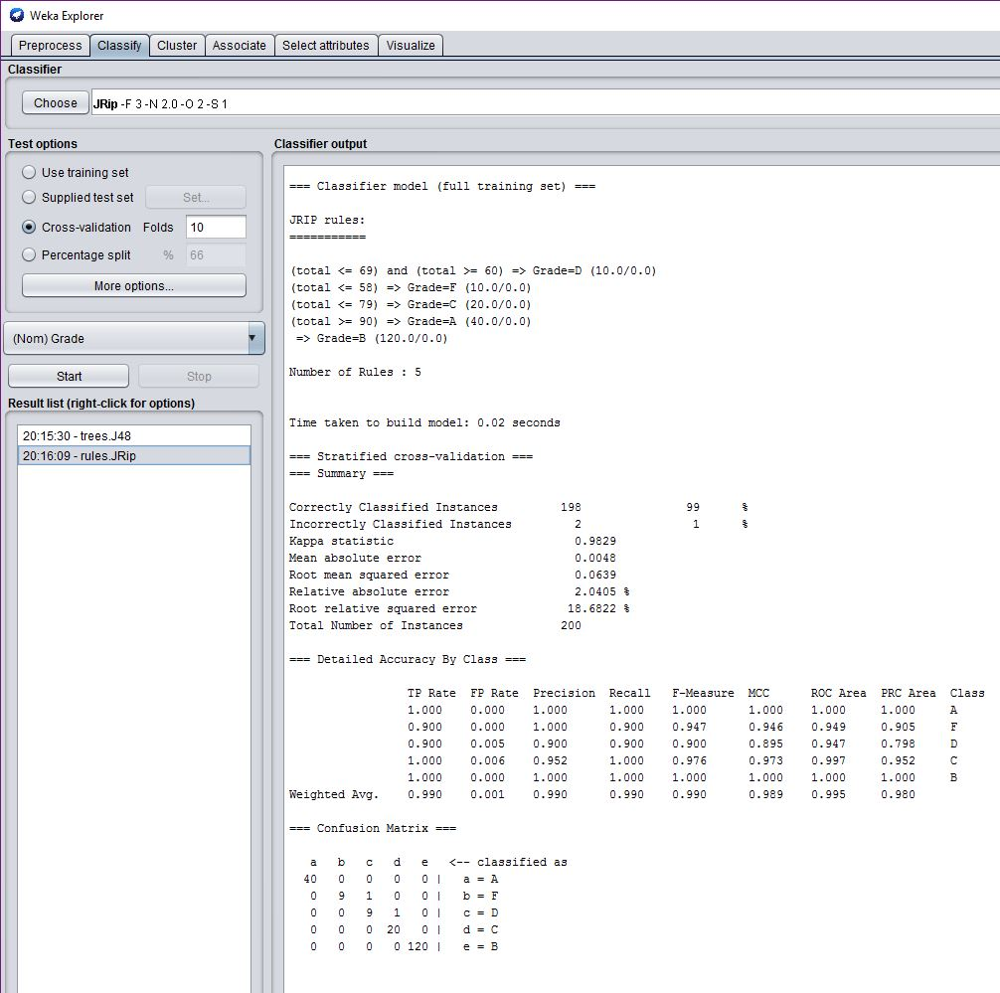 Weka Explorer
Preprocess Classify Cluster Associate Select attributes Visualize
Classifier
Choose JRip -F 3 -N 2.0 -O 2 -S 1
Test options
Use training set
Supplied test set Set...
Cross-validation Folds 10
Percentage split % 66
More options...
(Nom) Grade
Start Stop
Result list (right-click for options)
20:15:30 - trees.J48
20:16:09 - rules.JRip
Classifier output
=== Classifier model (full training set) ===
JRIP rules:
===========
(total <= 69) and (total >= 60) => Grade=D (10.0/0.0)
(total <= 58) => Grade=F (10.0/0.0)
(total <= 79) => Grade=C (20.0/0.0)
(total >= 90) => Grade=A (40.0/0.0)
=> Grade=B (120.0/0.0)
Number of Rules : 5
Time taken to build model: 0.02 seconds
=== Stratified cross-validation ===
=== Summary ===
Correctly Classified Instances 198 99 %
Incorrectly Classified Instances 2 1 %
Kappa statistic 0.9829
Mean absolute error 0.0048
Root mean squared error 0.0639
Relative absolute error 2.0405 %
Root relative squared error 18.6822 %
Total Number of Instances 200
=== Detailed Accuracy By Class ===
TP Rate FP Rate Precision Recall F-Measure MCC ROC Area PRC Area Class
1.000 0.000 1.000 1.000 1.000 1.000 1.000 1.000 A
0.900 0.000 1.000 0.900 0.947 0.946 0.949 0.905 F
0.900 0.005 0.900 0.900 0.900 0.895 0.947 0.798 D
1.000 0.006 0.952 1.000 0.976 0.973 0.997 0.952 C
1.000 0.000 1.000 1.000 1.000 1.000 1.000 1.000 B
Weighted Avg. 0.990 0.001 0.990 0.990 0.990 0.989 0.995 0.980
=== Confusion Matrix ===
a b c d e <-- classified as
40 0 0 0 0 | a = A
0 9 1 0 0 | b = F
0 0 9 1 0 | c = D
0 0 0 20 0 | d = C
0 0 0 0 120 | e = B